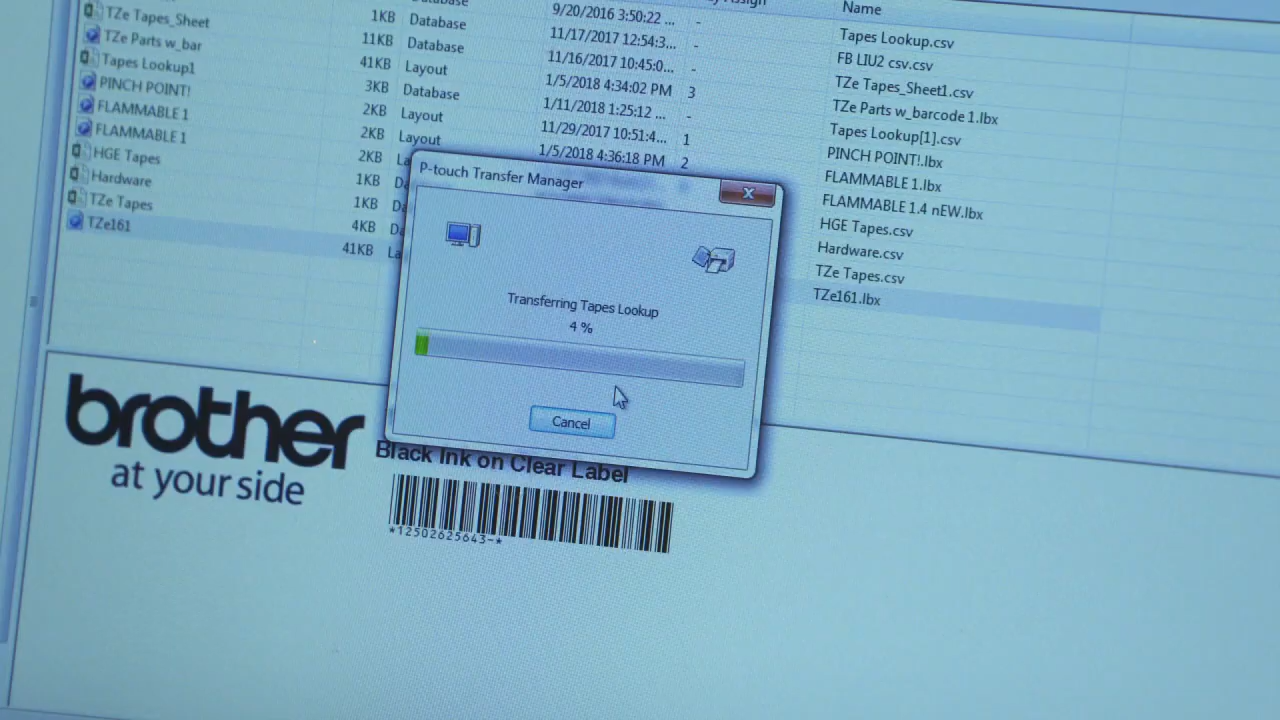 Database 9/20/2016 3:50:22 ... - Name
TZe Tapes_Sheet 1KB Database 11/17/2017 12:54:3... - Tapes Lookup.csv
TZe Parts w_bar 11KB Database 11/16/2017 10:45:0... - FB LIU2 csv.csv
Tapes Lookup1 41KB Layout 1/5/2018 4:34:02 PM 3 TZe Tapes_Sheet1.csv
PINCH POINT! 3KB Database 1/11/2018 1:25:12 ... - TZe Parts w_barcode 1.lbx
FLAMMABLE 1 2KB Layout 11/29/2017 10:51:4... 1 Tapes Lookup[1].csv
FLAMMABLE 1 2KB Layout 1/5/2018 4:36:18 PM 2 PINCH POINT!.lbx
HGE Tapes 2KB FLAMMABLE 1.lbx
Hardware 1KB FLAMMABLE 1.4 nEW.lbx
TZe Tapes 1KB HGE Tapes.csv
TZe161 4KB Hardware.csv
41KB TZe Tapes.csv
TZe161.lbx
P-touch Transfer Manager
Transferring Tapes Lookup
4 %
Cancel
brother
at your side
Black Ink on Clear Label
*12502625643-*